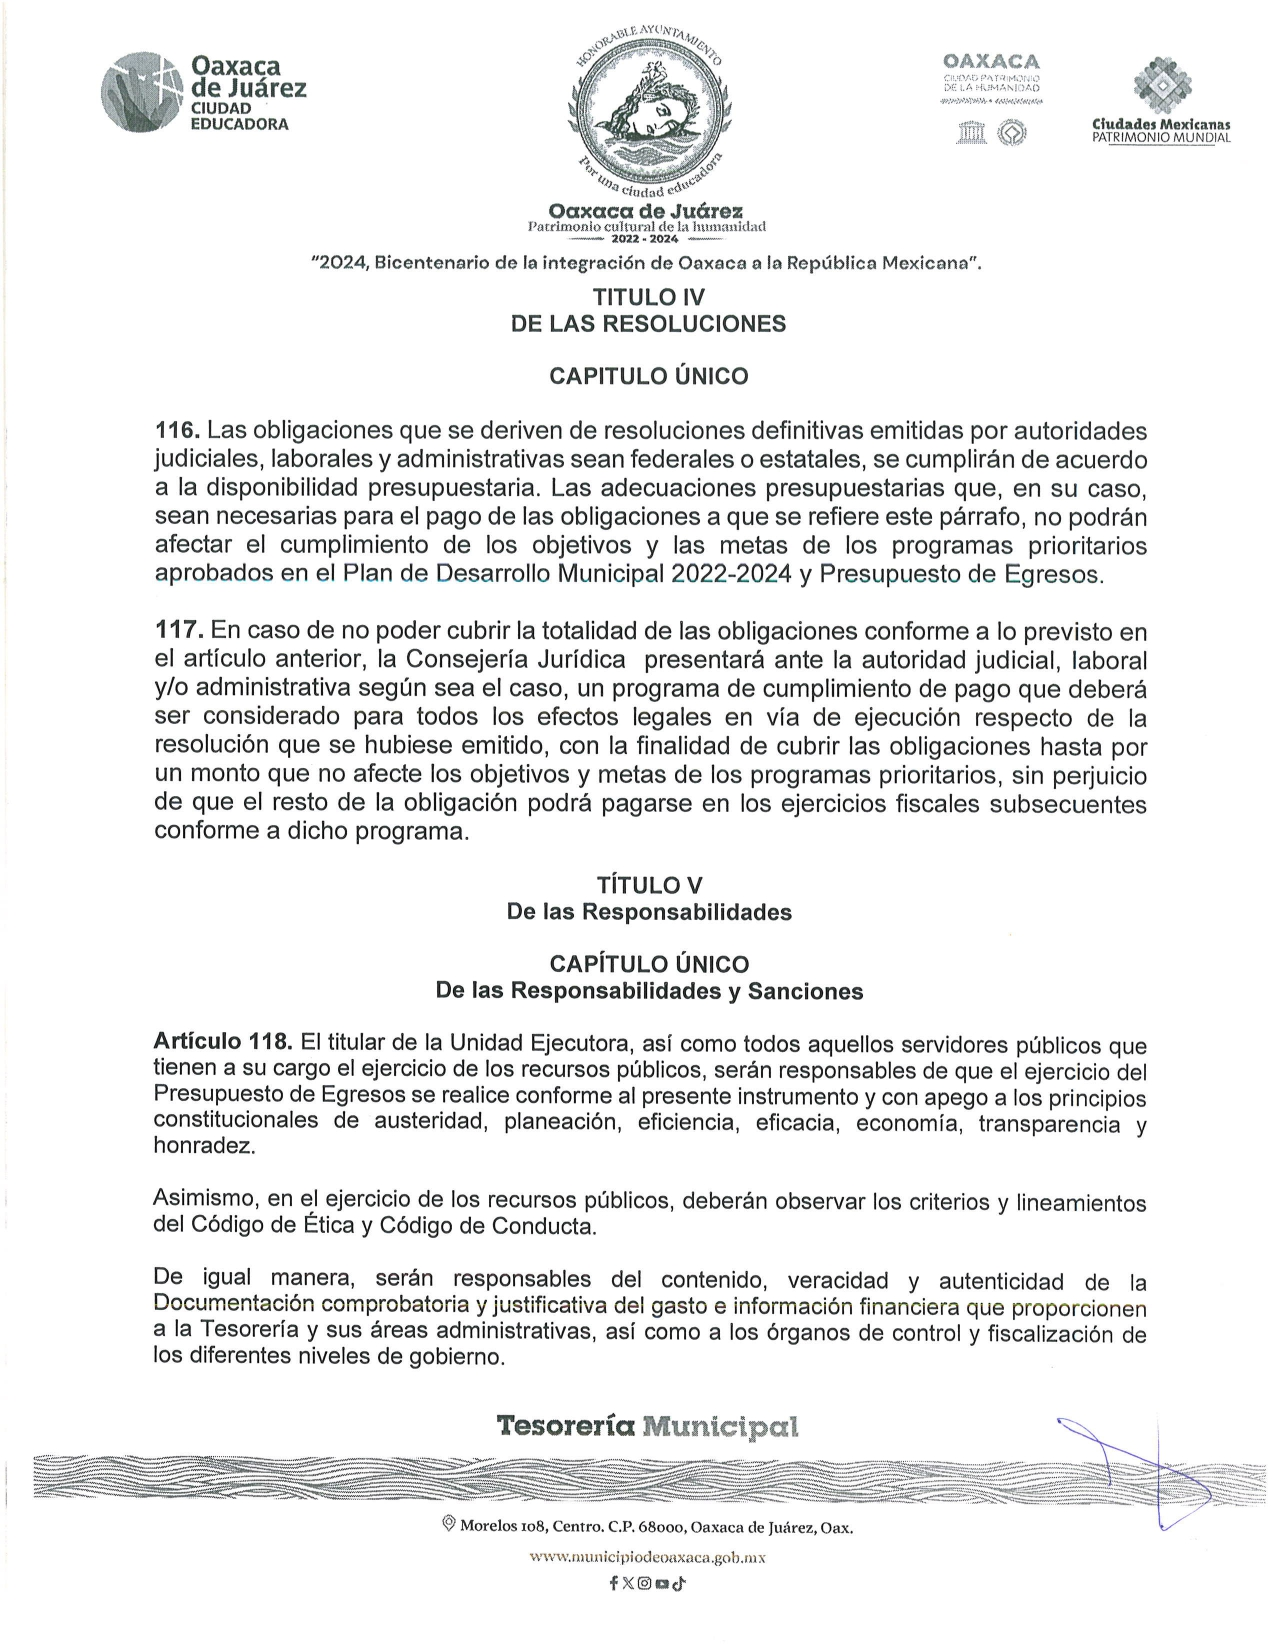 Oaxaca
de Juárez
CIUDAD
EDUCADORA
HONORABLE AYUNTAMIENTO
Por una ciudad educadora
Oaxaca de Juárez
Patrimonio cultural de la humanidad
2022 - 2024
OAXACA
CIUDAD PATRIMONIO
DE LA HUMANIDAD
Ciudades Mexicanas
PATRIMONIO MUNDIAL
"2024, Bicentenario de la integración de Oaxaca a la República Mexicana".
TITULO IV
DE LAS RESOLUCIONES
CAPITULO ÚNICO
116. Las obligaciones que se deriven de resoluciones definitivas emitidas por autoridades
judiciales, laborales y administrativas sean federales o estatales, se cumplirán de acuerdo
a la disponibilidad presupuestaria. Las adecuaciones presupuestarias que, en su caso,
sean necesarias para el pago de las obligaciones a que se refiere este párrafo, no podrán
afectar el cumplimiento de los objetivos y las metas de los programas prioritarios
aprobados en el Plan de Desarrollo Municipal 2022-2024 y Presupuesto de Egresos.
117. En caso de no poder cubrir la totalidad de las obligaciones conforme a lo previsto en
el artículo anterior, la Consejería Jurídica presentará ante la autoridad judicial, laboral
y/o administrativa según sea el caso, un programa de cumplimiento de pago que deberá
ser considerado para todos los efectos legales en vía de ejecución respecto de la
resolución que se hubiese emitido, con la finalidad de cubrir las obligaciones hasta por
un monto que no afecte los objetivos y metas de los programas prioritarios, sin perjuicio
de que el resto de la obligación podrá pagarse en los ejercicios fiscales subsecuentes
conforme a dicho programa.
TÍTULO V
De las Responsabilidades
CAPÍTULO ÚNICO
De las Responsabilidades y Sanciones
Artículo 118. El titular de la Unidad Ejecutora, así como todos aquellos servidores públicos que
tienen a su cargo el ejercicio de los recursos públicos, serán responsables de que el ejercicio del
Presupuesto de Egresos se realice conforme al presente instrumento y con apego a los principios
constitucionales de austeridad, planeación, eficiencia, eficacia, economía, transparencia y
honradez.
Asimismo, en el ejercicio de los recursos públicos, deberán observar los criterios y lineamientos
del Código de Ética y Código de Conducta.
De igual manera, serán responsables del contenido, veracidad y autenticidad de la
Documentación comprobatoria y justificativa del gasto e información financiera que proporcionen
a la Tesorería y sus áreas administrativas, así como a los órganos de control y fiscalización de
los diferentes niveles de gobierno.
Tesorería Municipal
Morelos 108, Centro. C.P. 68000, Oaxaca de Juárez, Oax.
www.municipiodeoaxaca.gob.mx